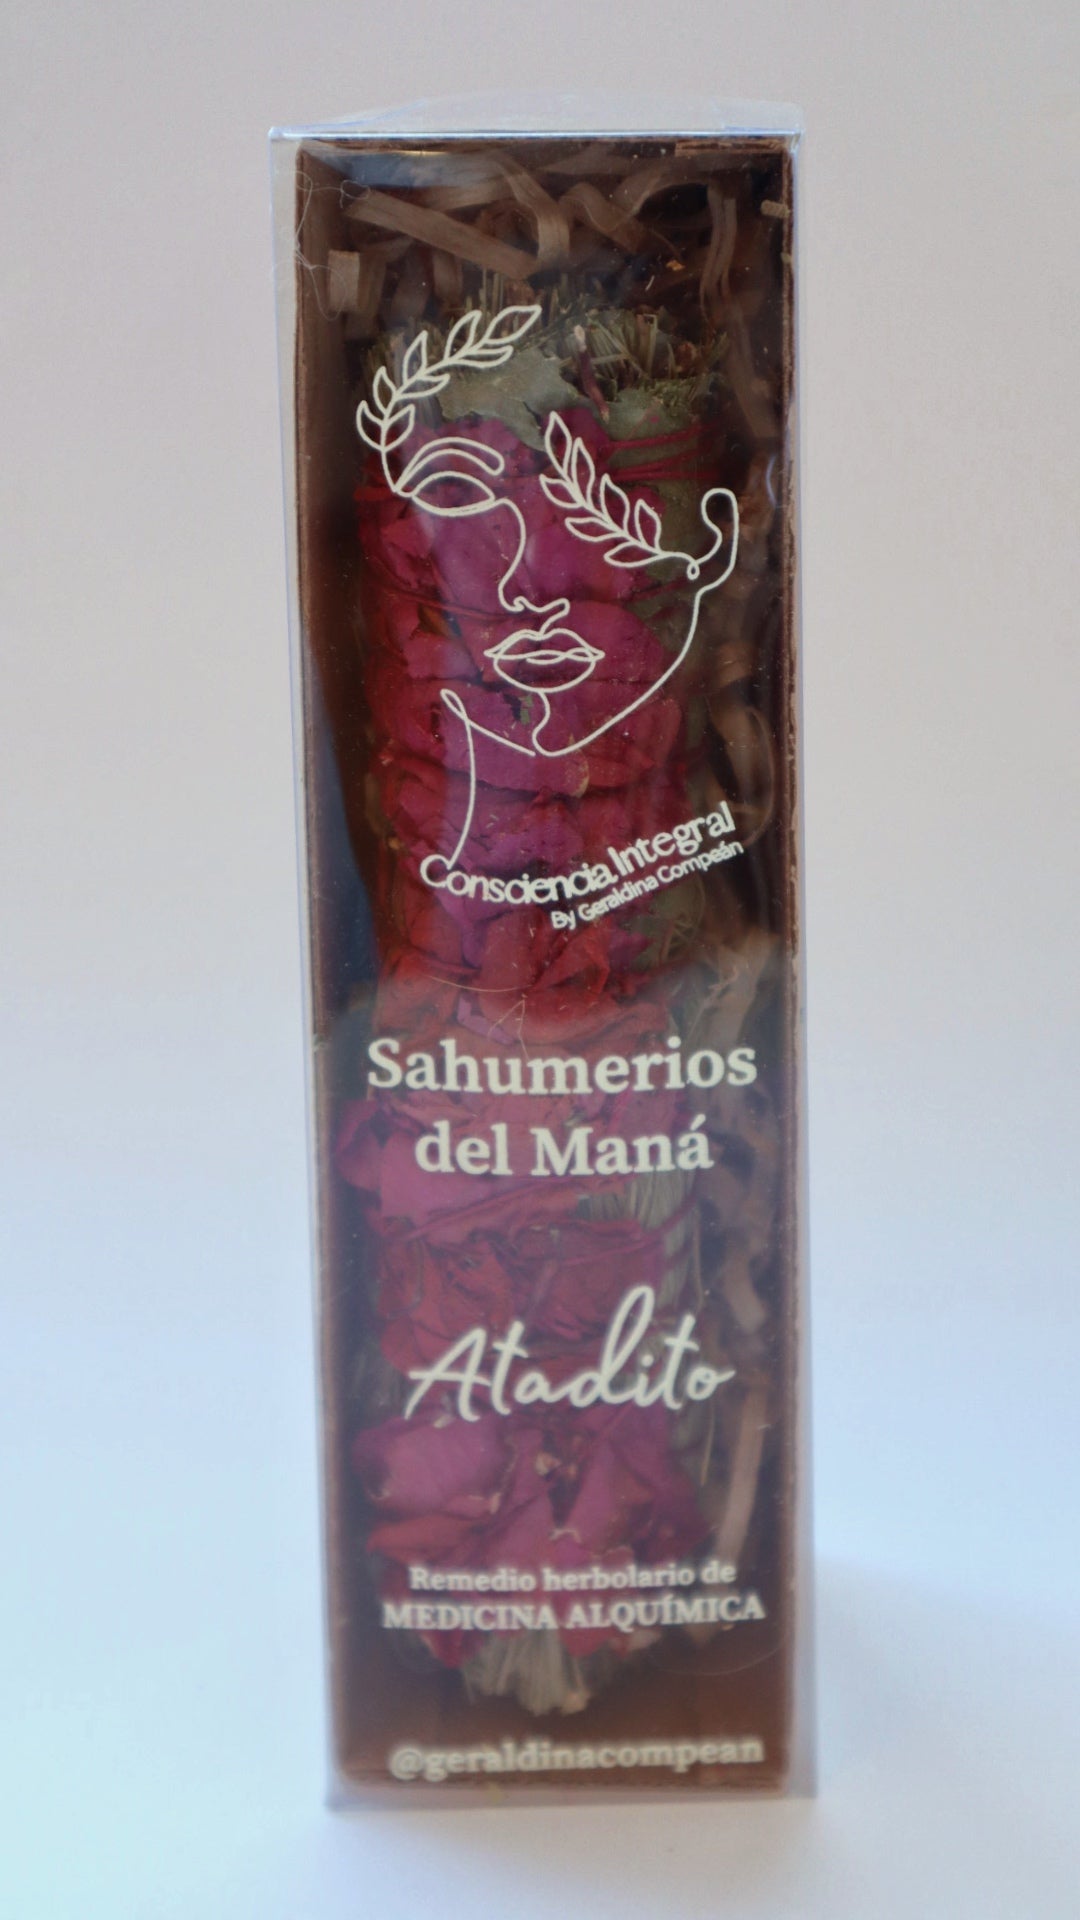 Consciencia Integral
By Geraldina Compeán
Sahumerios
del Maná
Atadito
Remedio herbolario de
MEDICINA ALQUÍMICA
@geraldinacompean